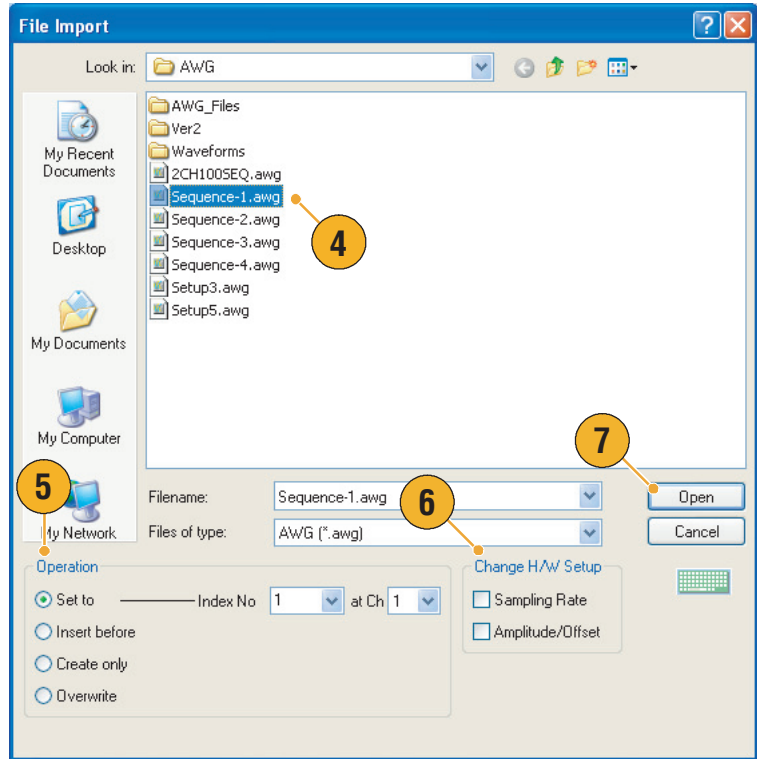 File Import
Look in: AWG
My Recent Documents
Desktop
My Documents
My Computer
My Network
AWG_Files
Ver2
Waveforms
2CH100SEQ.awg
Sequence-1.awg
4
Sequence-2.awg
Sequence-3.awg
Sequence-4.awg
Setup3.awg
Setup5.awg
7
5
6
Filename: Sequence-1.awg Open
Files of type: AWG (*.awg) Cancel
Operation
Set to Index No 1 at Ch 1
Insert before
Create only
Overwrite
Change H/W Setup
Sampling Rate
Amplitude/Offset